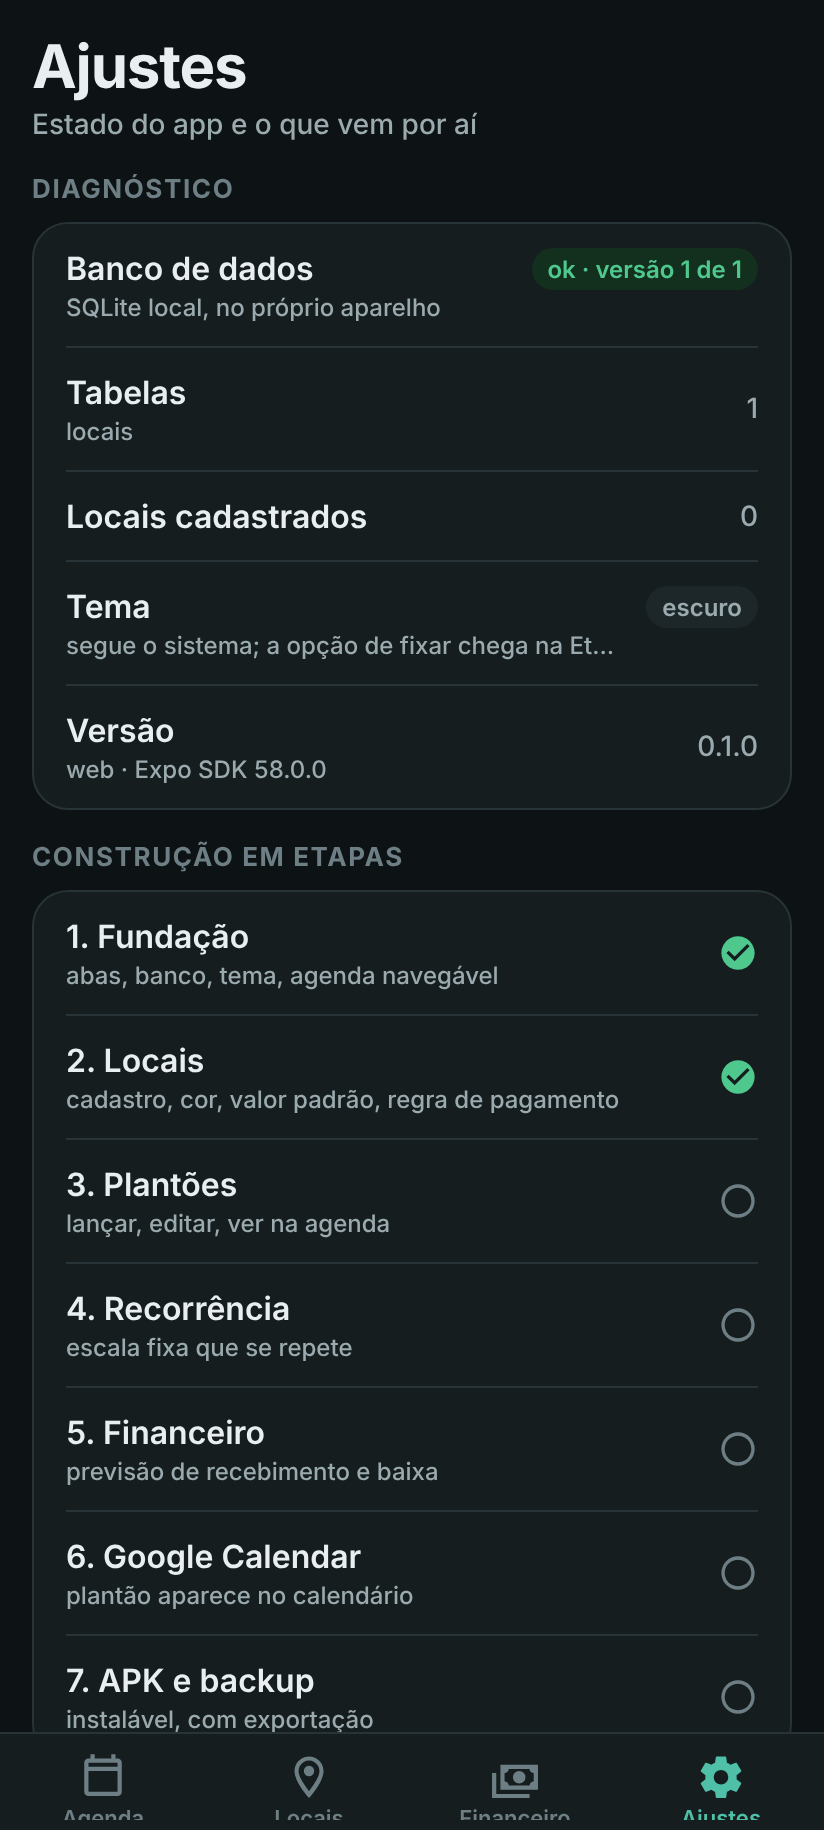 Ajustes
Estado do app e o que vem por aí
DIAGNÓSTICO
Banco de dados
ok · versão 1 de 1
SQLite local, no próprio aparelho
Tabelas
1
locais
Locais cadastrados
0
Tema
escuro
segue o sistema; a opção de fixar chega na Et...
Versão
0.1.0
web · Expo SDK 58.0.0
CONSTRUÇÃO EM ETAPAS
1. Fundação
abas, banco, tema, agenda navegável
2. Locais
cadastro, cor, valor padrão, regra de pagamento
3. Plantões
lançar, editar, ver na agenda
4. Recorrência
escala fixa que se repete
5. Financeiro
previsão de recebimento e baixa
6. Google Calendar
plantão aparece no calendário
7. APK e backup
instalável, com exportação
Agenda
Locais
Financeiro
Ajustes